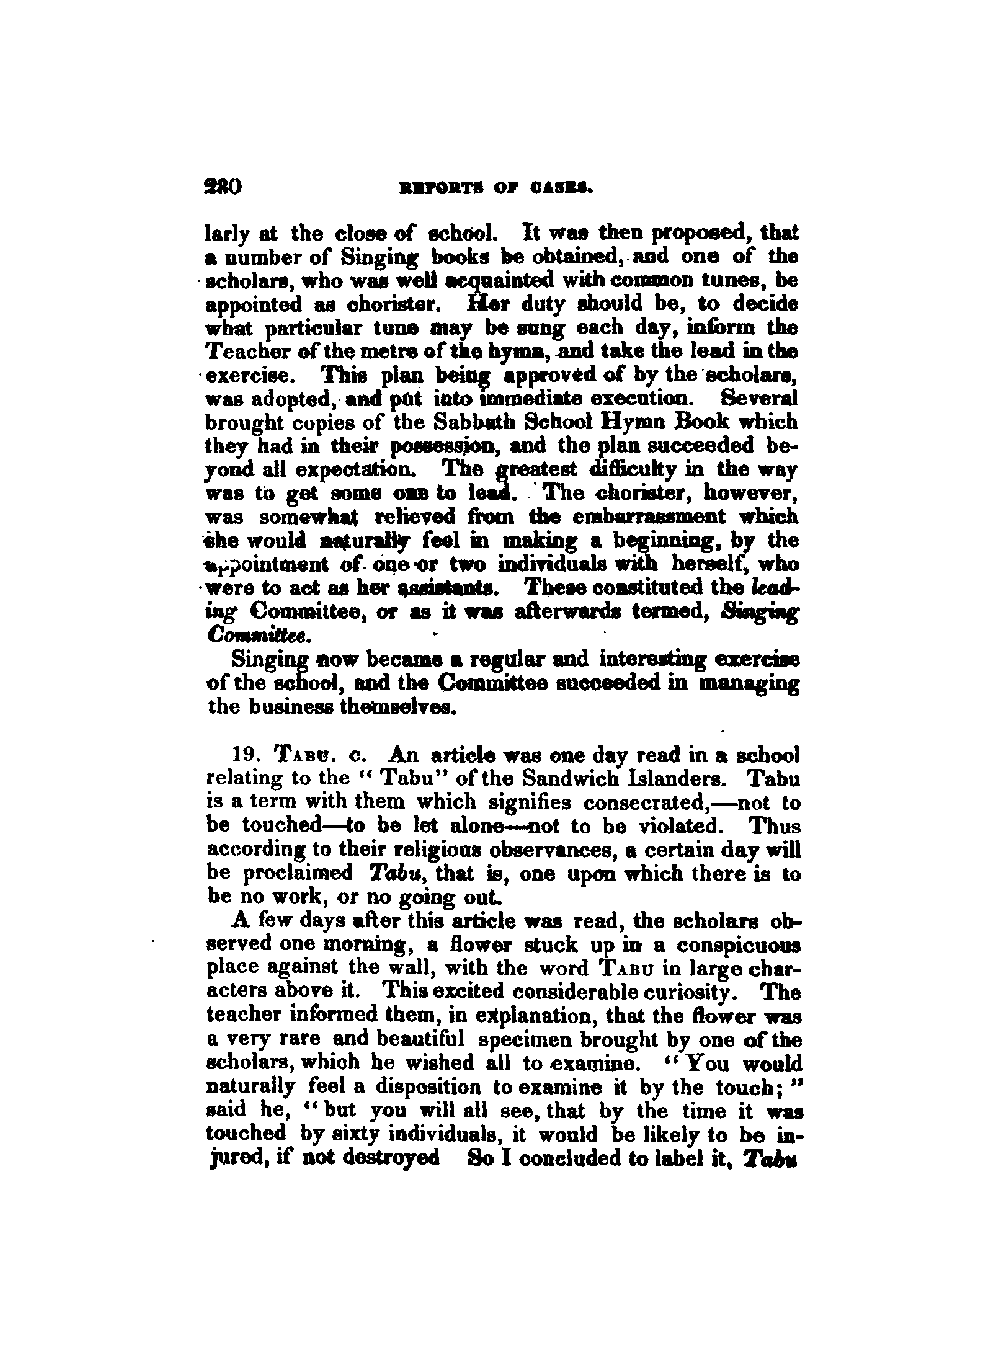 220 REPORTS OF CASES.
larly at the close of school. It was then proposed, that
a number of Singing books be obtained, and one of the
scholars, who was well acquainted with common tunes, be
appointed as chorister. Her duty should be, to decide
what particular tune may be sung each day, inform the
Teacher of the metre of the hymn, and take the lead in the
exercise. This plan being approved of by the scholars,
was adopted, and put into immediate execution. Several
brought copies of the Sabbath School Hymn Book which
they had in their possession, and the plan succeeded be-
yond all expectation. The greatest difficulty in the way
was to get some one to lead. The chorister, however,
was somewhat relieved from the embarrassment which
she would naturally feel in making a beginning, by the
appointment of one or two individuals with herself, who
were to act as her assistants. These constituted the lead-
ing Committee, or as it was afterwards termed, Singing
Committee.
Singing now became a regular and interesting exercise
of the school, and the Committee succeeded in managing
the business themselves.
19. TABU. C. An article was one day read in a school
relating to the "Tabu" of the Sandwich Islanders. Tabu
is a term with them which signifies consecrated,—not to
be touched—to be let alone—not to be violated. Thus
according to their religious observances, a certain day will
be proclaimed Tabu, that is, one upon which there is to
be no work, or no going out.
A few days after this article was read, the scholars ob-
served one morning, a flower stuck up in a conspicuous
place against the wall, with the word TABU in large char-
acters above it. This excited considerable curiosity. The
teacher informed them, in explanation, that the flower was
a very rare and beautiful specimen brought by one of the
scholars, which he wished all to examine. "You would
naturally feel a disposition to examine it by the touch;"
said he, "but you will all see, that by the time it was
touched by sixty individuals, it would be likely to be in-
jured, if not destroyed So I concluded to label it, Tabu